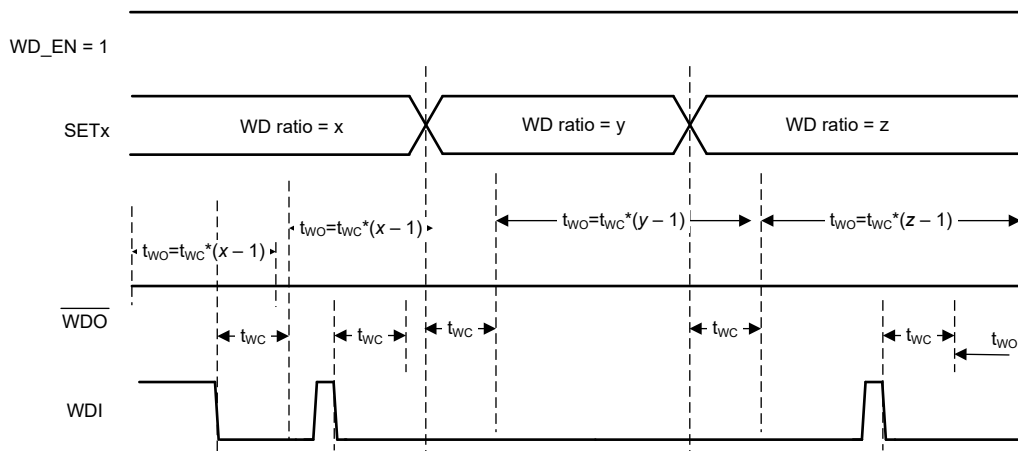 WD_EN = 1
SETx
WD ratio = x
WD ratio = y
WD ratio = z
tWO=tWC*(x – 1)
tWO=tWC*(x – 1)
tWO=tWC*(y – 1)
tWO=tWC*(z – 1)
WDO
tWC
tWC
tWC
tWC
tWC
tWO
WDI